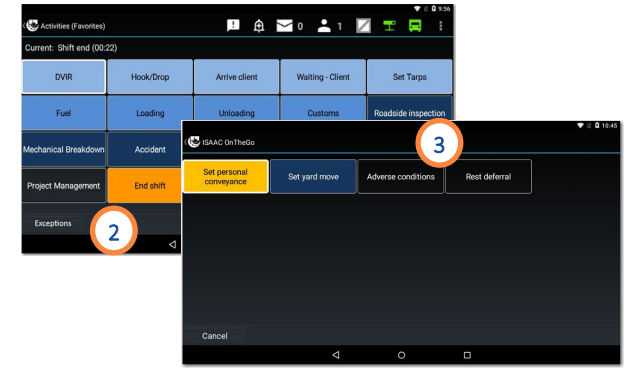 9:56
Activities (Favorites)
0
1
Current: Shift end (00:22)
DVIR
Hook/Drop
Arrive client
Waiting - Client
Set Tarps
Fuel
Loading
Unloading
Customs
Roadside inspection
Mechanical Breakdown
Accident
Project Management
End shift
Exceptions
2
10:45
ISAAC OnTheGo
3
Set personal
conveyance
Set yard move
Adverse conditions
Rest deferral
Cancel